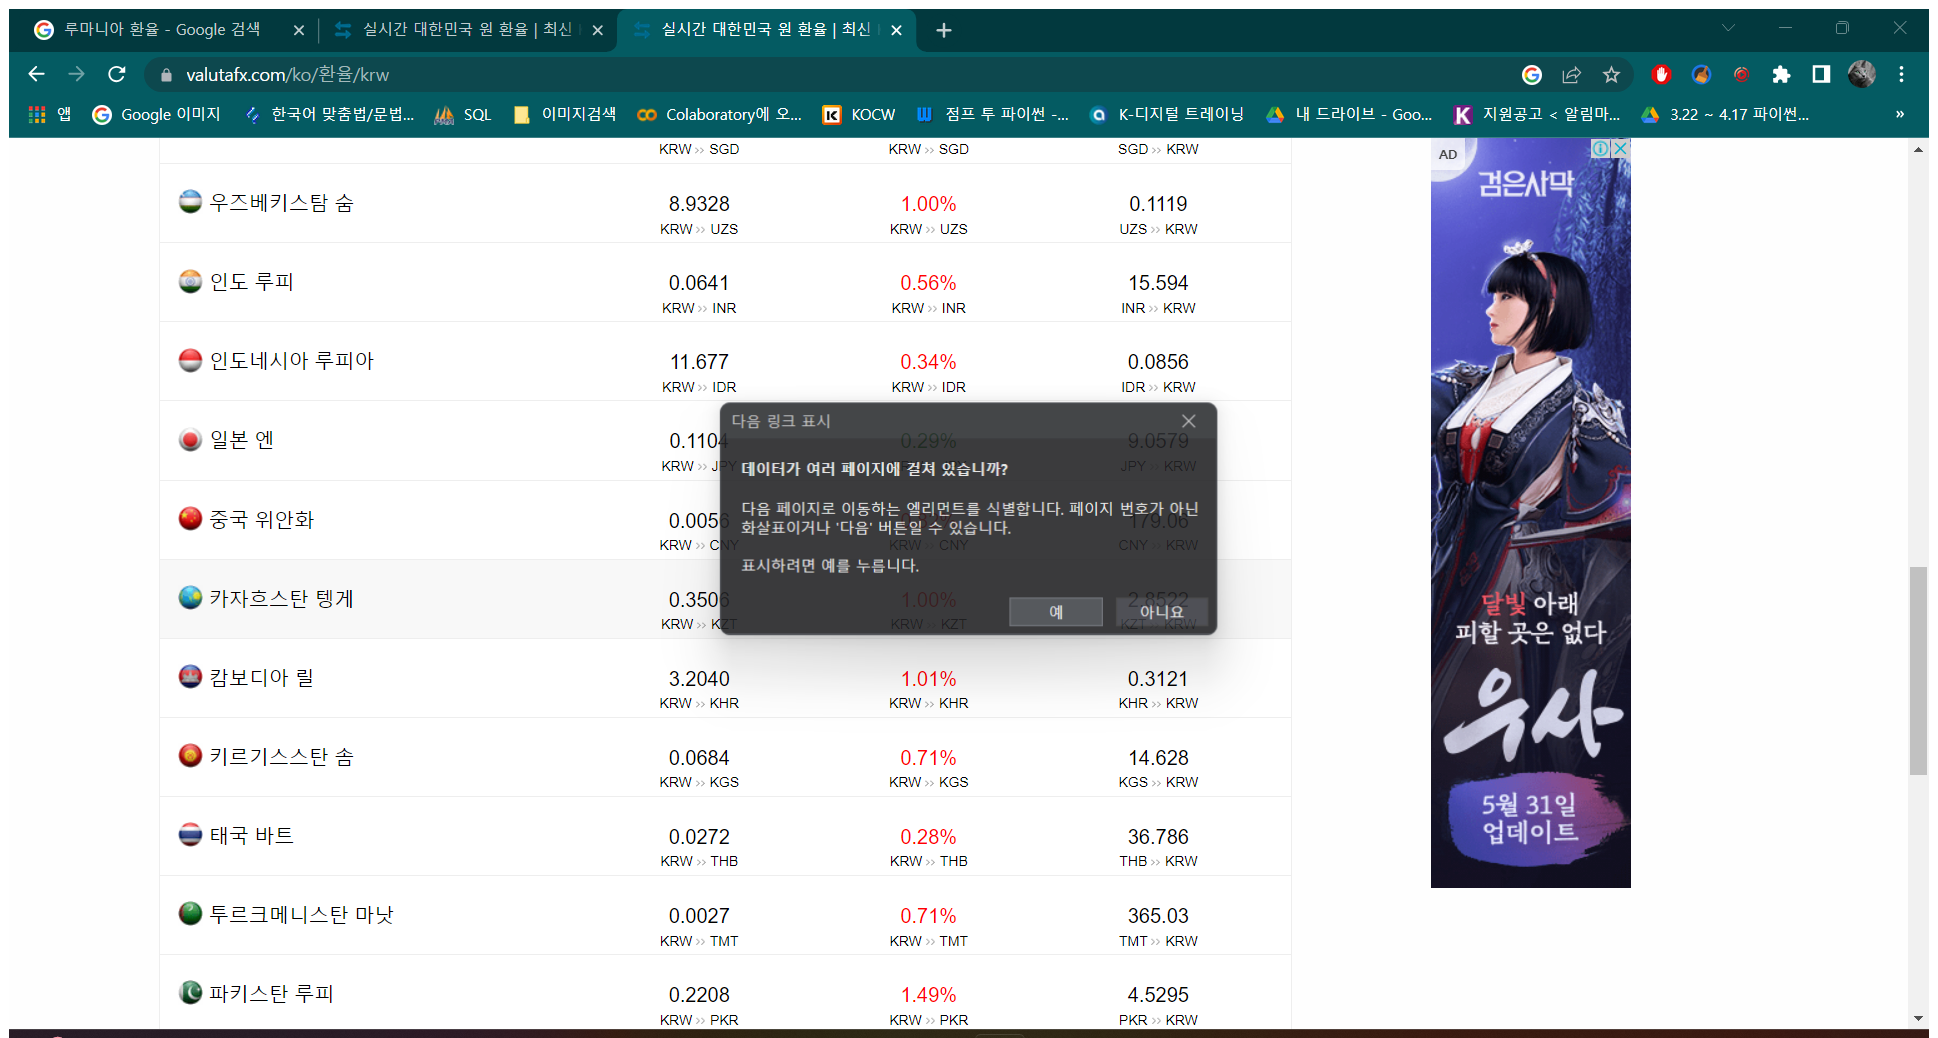 루마니아 환율 - Google 검색
실시간 대한민국 원 환율 | 최신
실시간 대한민국 원 환율 | 최신
valutafx.com/ko/환율/krw
앱
Google 이미지
한국어 맞춤법/문법...
SQL
이미지검색
Colaboratory에 오...
KOCW
점프 투 파이썬 -...
K-디지털 트레이닝
내 드라이브 - Goo...
지원공고 < 알림마...
3.22 ~ 4.17 파이썬...
»
KRW ›› SGD KRW ›› SGD SGD ›› KRW
우즈베키스탐 숨 8.9328 1.00% 0.1119
KRW ›› UZS KRW ›› UZS UZS ›› KRW
인도 루피 0.0641 0.56% 15.594
KRW ›› INR KRW ›› INR INR ›› KRW
인도네시아 루피아 11.677 0.34% 0.0856
KRW ›› IDR KRW ›› IDR IDR ›› KRW
일본 엔 0.1104 0.29% 9.0579
KRW ›› JPY JPY ›› KRW
중국 위안화 0.0056 179.06
KRW ›› CNY KRW ›› CNY CNY ›› KRW
카자흐스탄 텡게 0.3506 1.00% 2.8522
KRW ›› KZT KRW ›› KZT KZT ›› KRW
캄보디아 릴 3.2040 1.01% 0.3121
KRW ›› KHR KRW ›› KHR KHR ›› KRW
키르기스스탄 솜 0.0684 0.71% 14.628
KRW ›› KGS KRW ›› KGS KGS ›› KRW
태국 바트 0.0272 0.28% 36.786
KRW ›› THB KRW ›› THB THB ›› KRW
투르크메니스탄 마낫 0.0027 0.71% 365.03
KRW ›› TMT KRW ›› TMT TMT ›› KRW
파키스탄 루피 0.2208 1.49% 4.5295
KRW ›› PKR KRW ›› PKR PKR ›› KRW
다음 링크 표시
데이터가 여러 페이지에 걸쳐 있습니까?
다음 페이지로 이동하는 엘리먼트를 식별합니다. 페이지 번호가 아닌
화살표이거나 '다음' 버튼일 수 있습니다.
표시하려면 예를 누릅니다.
예
아니요
AD
검은사막
달빛 아래
피할 곳은 없다
우사
5월 31일
업데이트